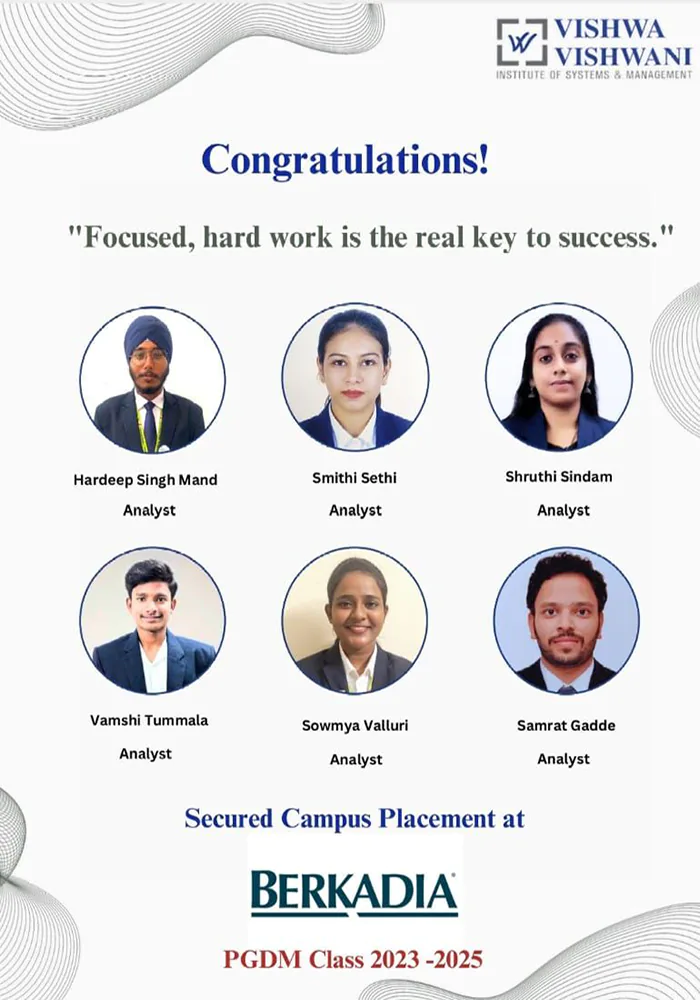 VISHWA
VISHWANI
INSTITUTE OF SYSTEMS & MANAGEMENT
Congratulations!
"Focused, hard work is the real key to success."
Hardeep Singh Mand
Analyst
Smithi Sethi
Analyst
Shruthi Sindam
Analyst
Vamshi Tummala
Analyst
Sowmya Valluri
Analyst
Samrat Gadde
Analyst
Secured Campus Placement at
BERKADIA
PGDM Class 2023 -2025